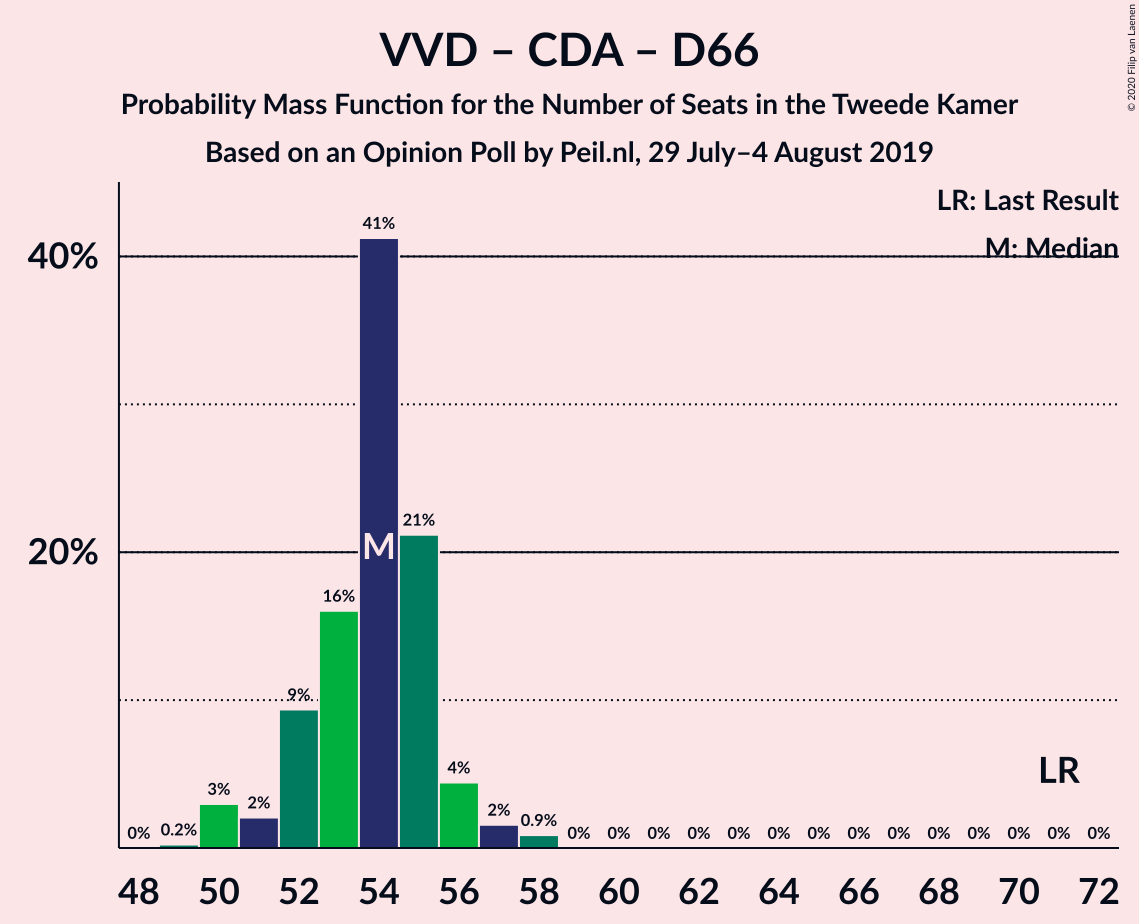 VVD – CDA – D66
Probability Mass Function for the Number of Seats in the Tweede Kamer
Based on an Opinion Poll by Peil.nl, 29 July–4 August 2019
© 2020 Filip van Laenen
LR: Last Result
M: Median
40%
20%
0% 0.2% 3% 2% 9% 16% 41% 21% 4% 2% 0.9% 0% 0% 0% 0% 0% 0% 0% 0% 0% 0% 0% 0% 0% 0%
M
LR
48 50 52 54 56 58 60 62 64 66 68 70 72